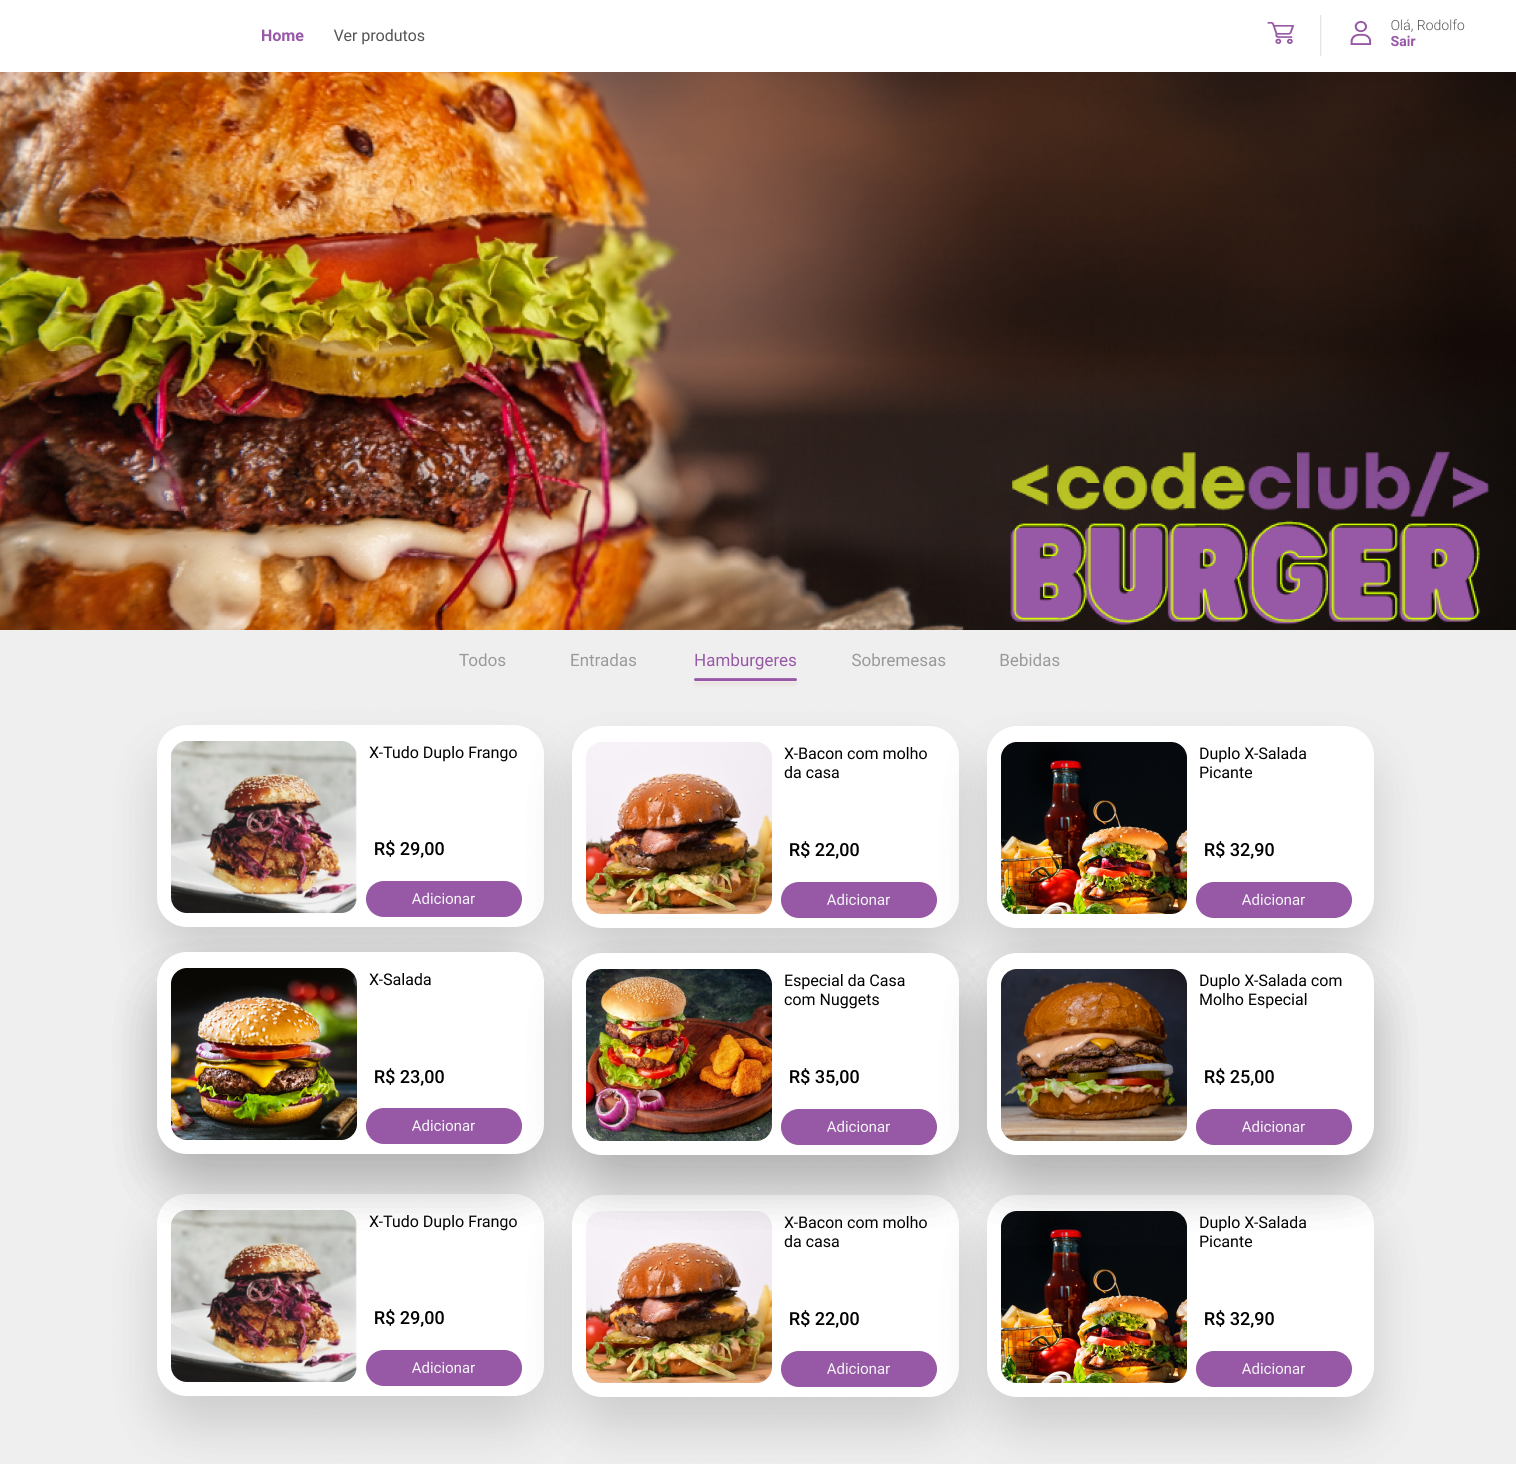 Home
Ver produtos
Olá, Rodolfo
Sair
<codeclub/>
BURGER
Todos
Entradas
Hamburgeres
Sobremesas
Bebidas
X-Tudo Duplo Frango
R$ 29,00
Adicionar
X-Bacon com molho
da casa
R$ 22,00
Adicionar
Duplo X-Salada
Picante
R$ 32,90
Adicionar
X-Salada
R$ 23,00
Adicionar
Especial da Casa
com Nuggets
R$ 35,00
Adicionar
Duplo X-Salada com
Molho Especial
R$ 25,00
Adicionar
X-Tudo Duplo Frango
R$ 29,00
Adicionar
X-Bacon com molho
da casa
R$ 22,00
Adicionar
Duplo X-Salada
Picante
R$ 32,90
Adicionar